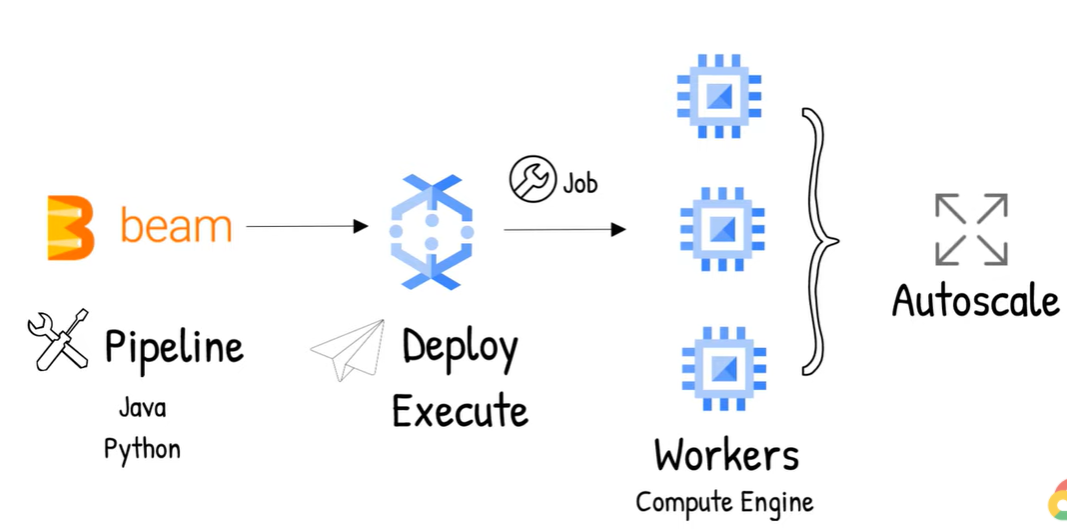 beam
Pipeline
Java
Python
Deploy
Execute
Job
Workers
Compute Engine
Autoscale